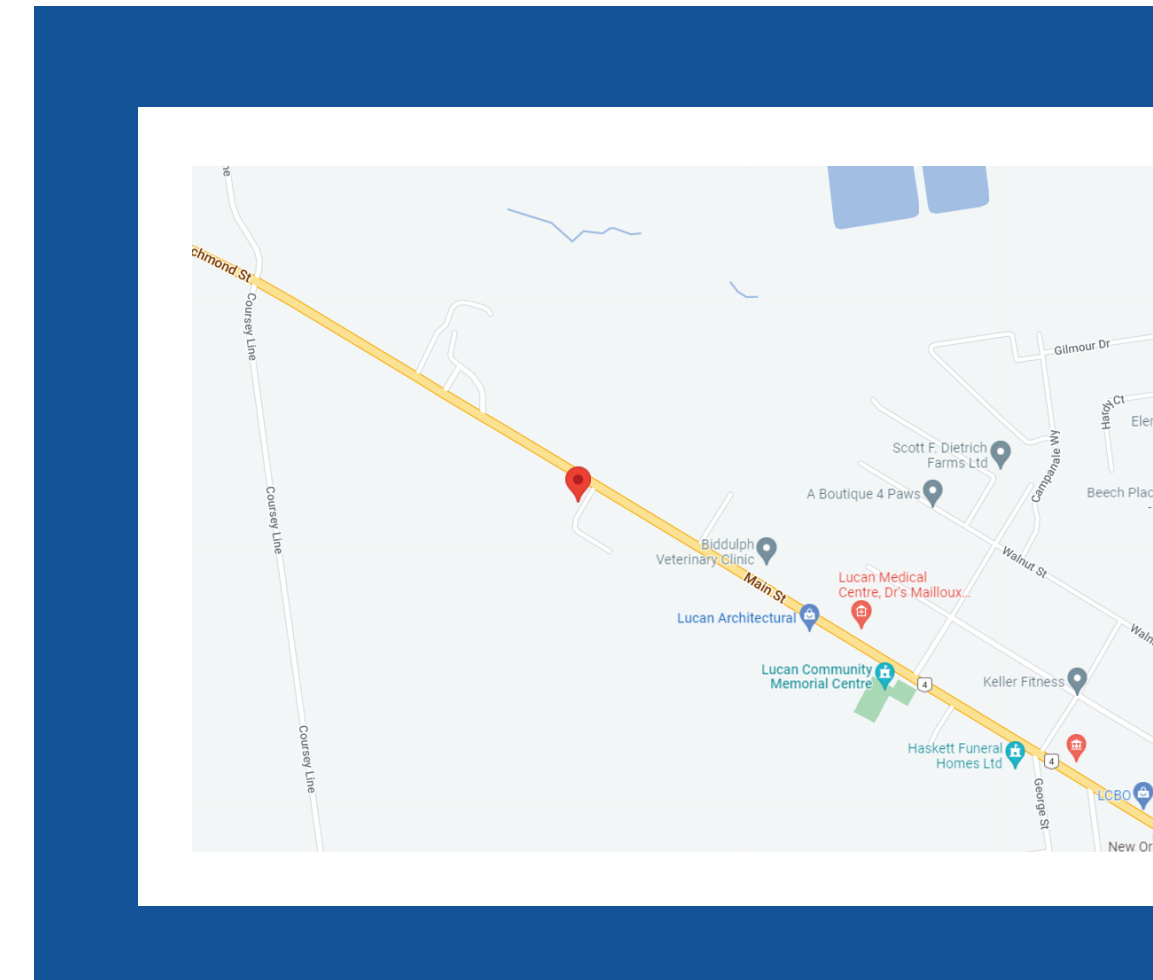 chmond St
Coursey Line
Gilmour Dr
Hardy Ct
Campanale Wy
Scott F. Dietrich
Farms Ltd
A Boutique 4 Paws
Beech Plac
Coursey Line
Biddulph
Veterinary Clinic
Walnut St
Main St
Lucan Medical
Centre, Dr's Mailloux...
Lucan Architectural
Lucan Community
Memorial Centre
4
Keller Fitness
Haskett Funeral
Homes Ltd
4
Coursey Line
George St
LCBO
New Or